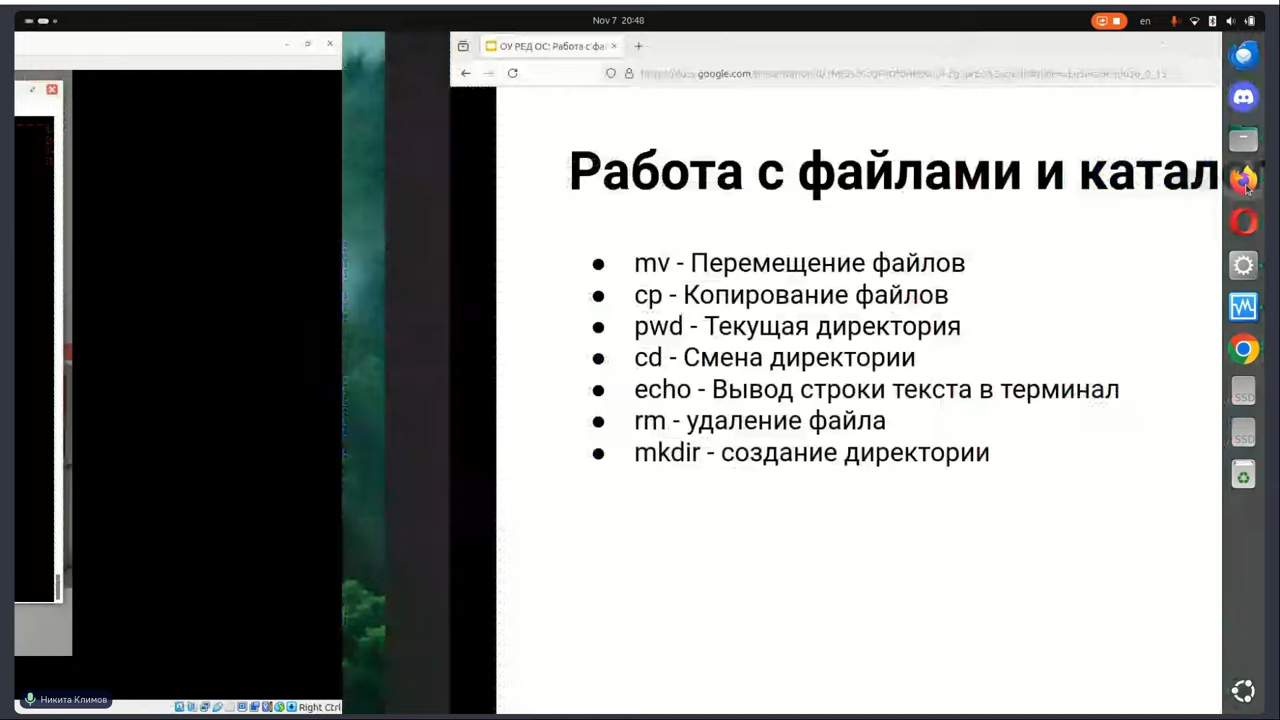 Nov 7 20:48
en
ОУ РЕД ОС: Работа с фа
google.com
Работа с файлами и катал
● mv - Перемещение файлов
● cp - Копирование файлов
● pwd - Текущая директория
● cd - Смена директории
● echo - Вывод строки текста в терминал
● rm - удаление файла
● mkdir - создание директории
SSD
SSD
Никита Климов
Right Ctrl